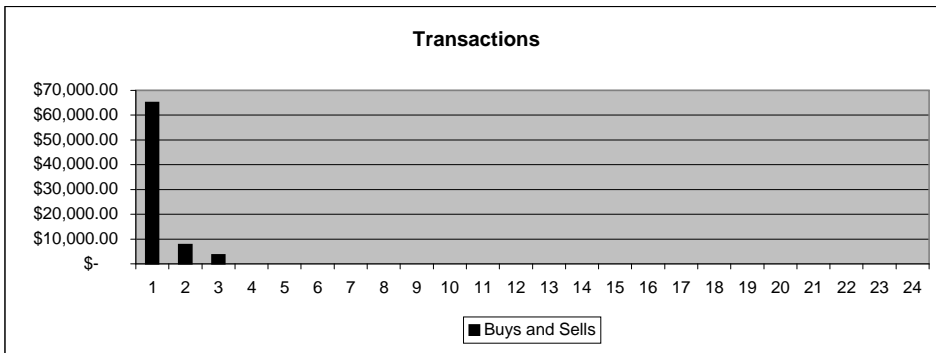 Transactions
$70,000.00
$60,000.00
$50,000.00
$40,000.00
$30,000.00
$20,000.00
$10,000.00
$-
1 2 3 4 5 6 7 8 9 10 11 12 13 14 15 16 17 18 19 20 21 22 23 24
Buys and Sells